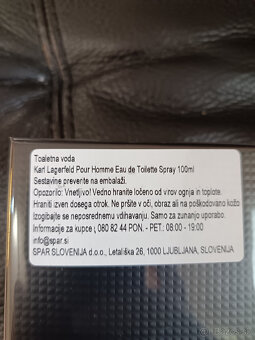 Toaletna voda
Karl Lagerfeld Pour Homme Eau de Toilette Spray 100ml
Sestavine preverite na embalaži.
Opozorilo: Vnetljivo! Vedno hranite ločeno od virov ognja in toplote.
Hraniti izven dosega otrok. Ne pršite v oči, obraz ali na poškodovano kožo
Izogibajte se neposrednemu vdihavanju. Samo za zunanjo uporabo.
Informacije za kupce: 080 82 44 PON. - PET.: 08:00 - 19:00
info@spar.si
SPAR SLOVENIJA d.o.o., Letališka 26, 1000 LJUBLJANA, SLOVENIJA